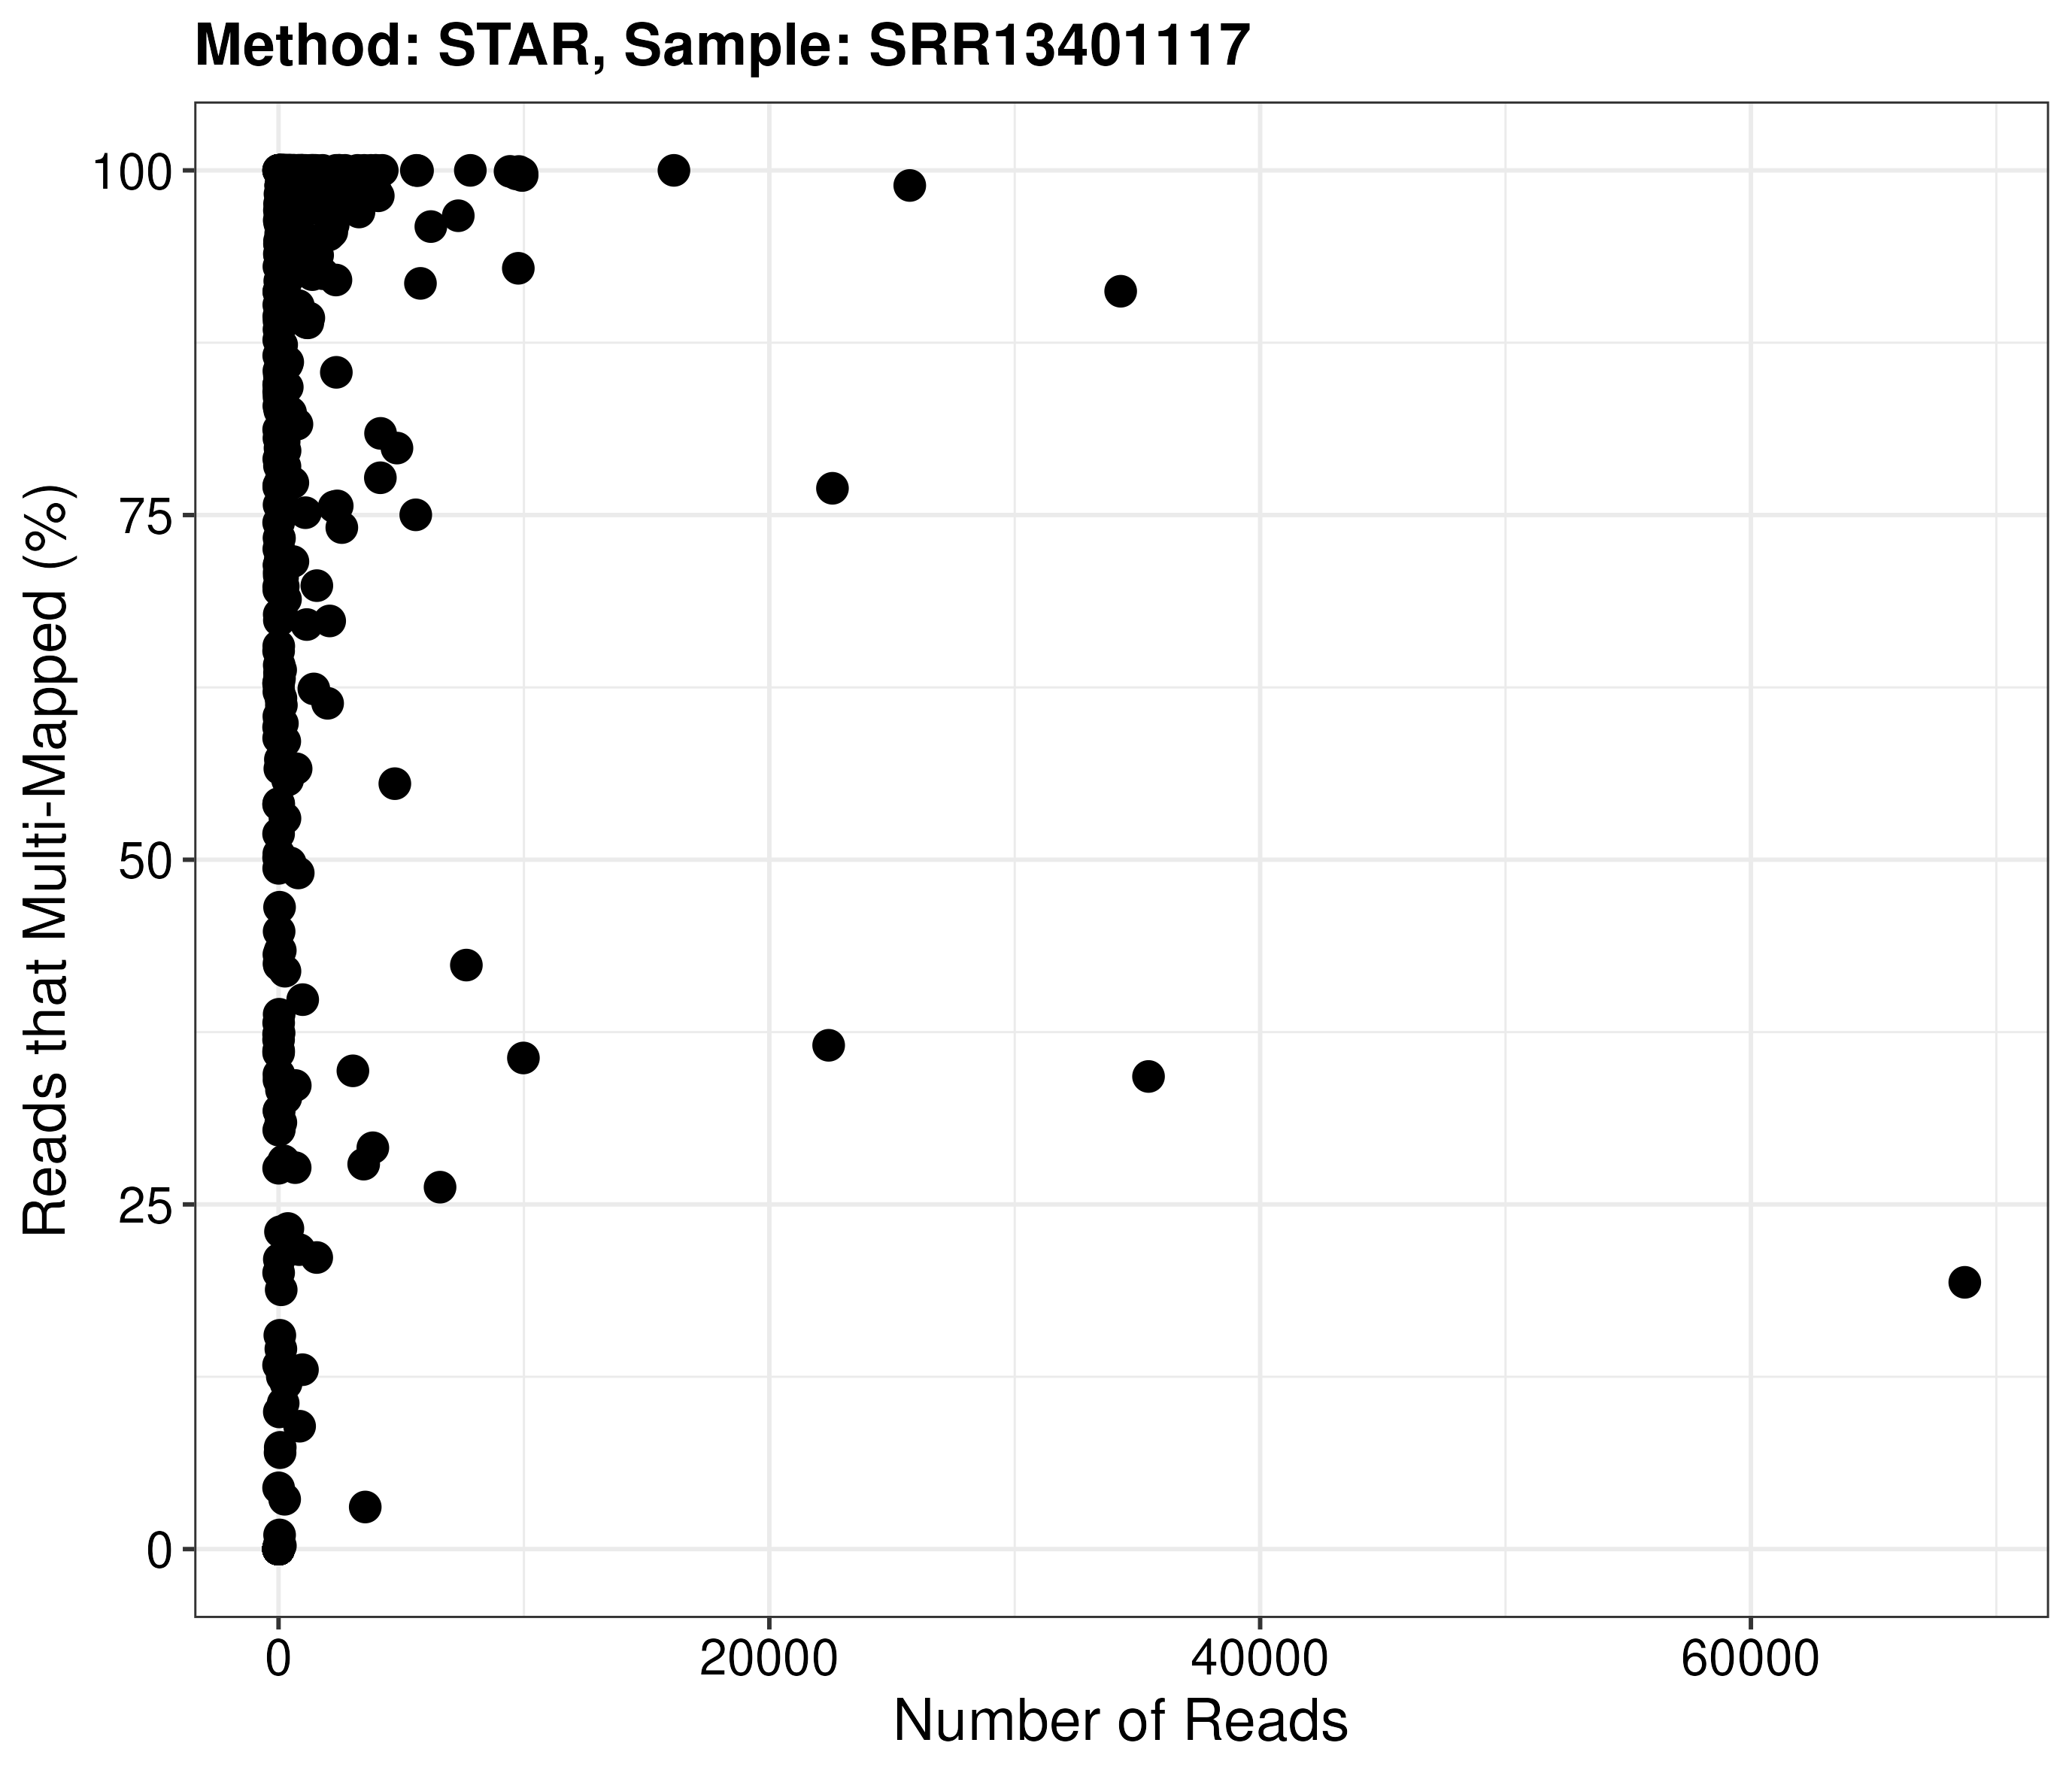 Method: STAR, Sample: SRR13401117
Reads that Multi-Mapped (%)
100
75
50
25
0
0 20000 40000 60000
Number of Reads